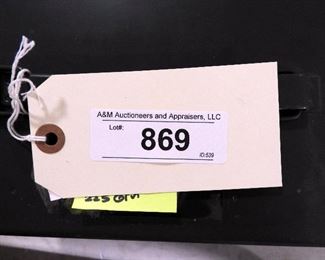 A&M Auctioneers and Appraisers, LLC
Lot#:
869
ID:539